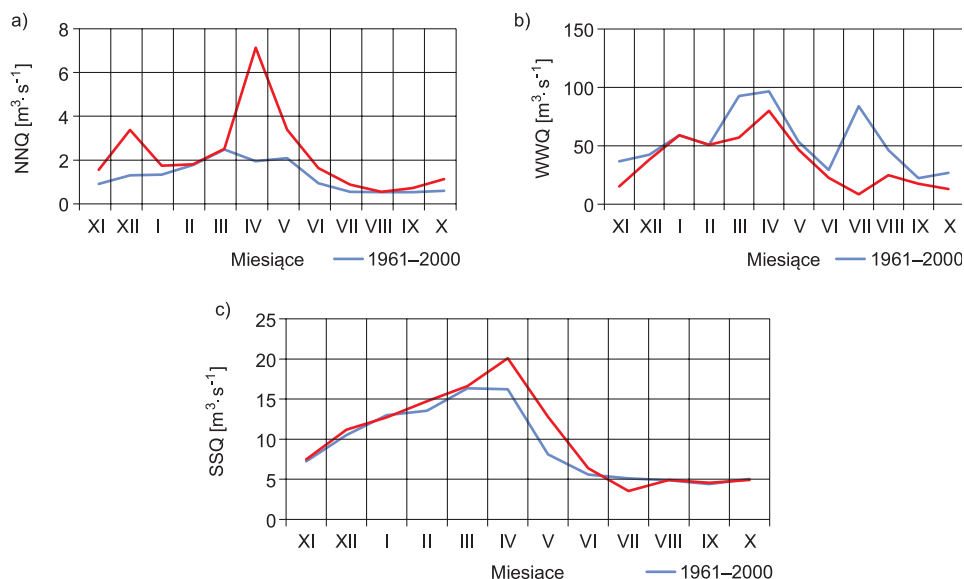 a)
NNQ [m³· s⁻¹]
8
6
4
2
0
XI XII I II III IV V VI VII VIII IX X
Miesiące 1961–2000
b)
WWQ [m³· s⁻¹]
150
100
50
0
XI XII I II III IV V VI VII VIII IX X
Miesiące 1961–2000
c)
SSQ [m³· s⁻¹]
25
20
15
10
5
0
XI XII I II III IV V VI VII VIII IX X
Miesiace 1961–2000